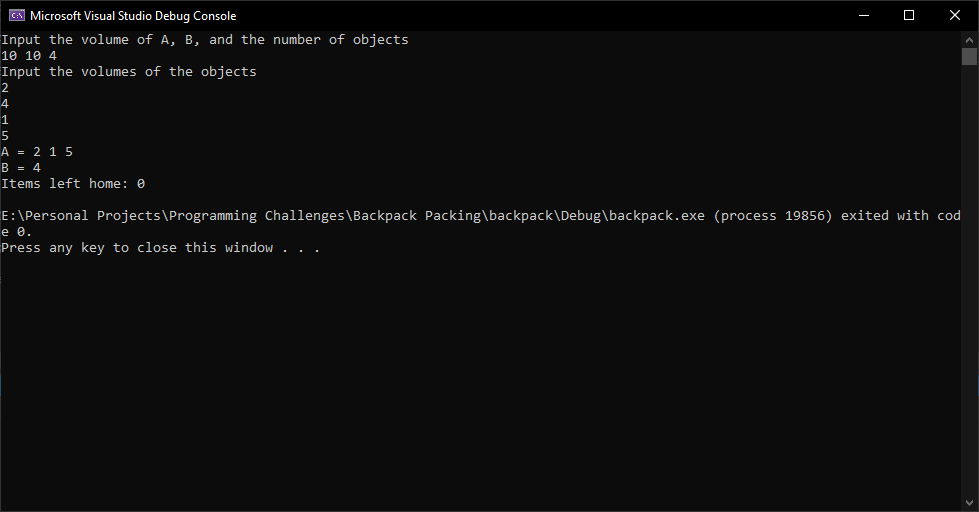 Microsoft Visual Studio Debug Console
Input the volume of A, B, and the number of objects
10 10 4
Input the volumes of the objects
2
4
1
5
A = 2 1 5
B = 4
Items left home: 0
E:\Personal Projects\Programming Challenges\Backpack Packing\backpack\Debug\backpack.exe (process 19856) exited with cod
e 0.
Press any key to close this window . . .